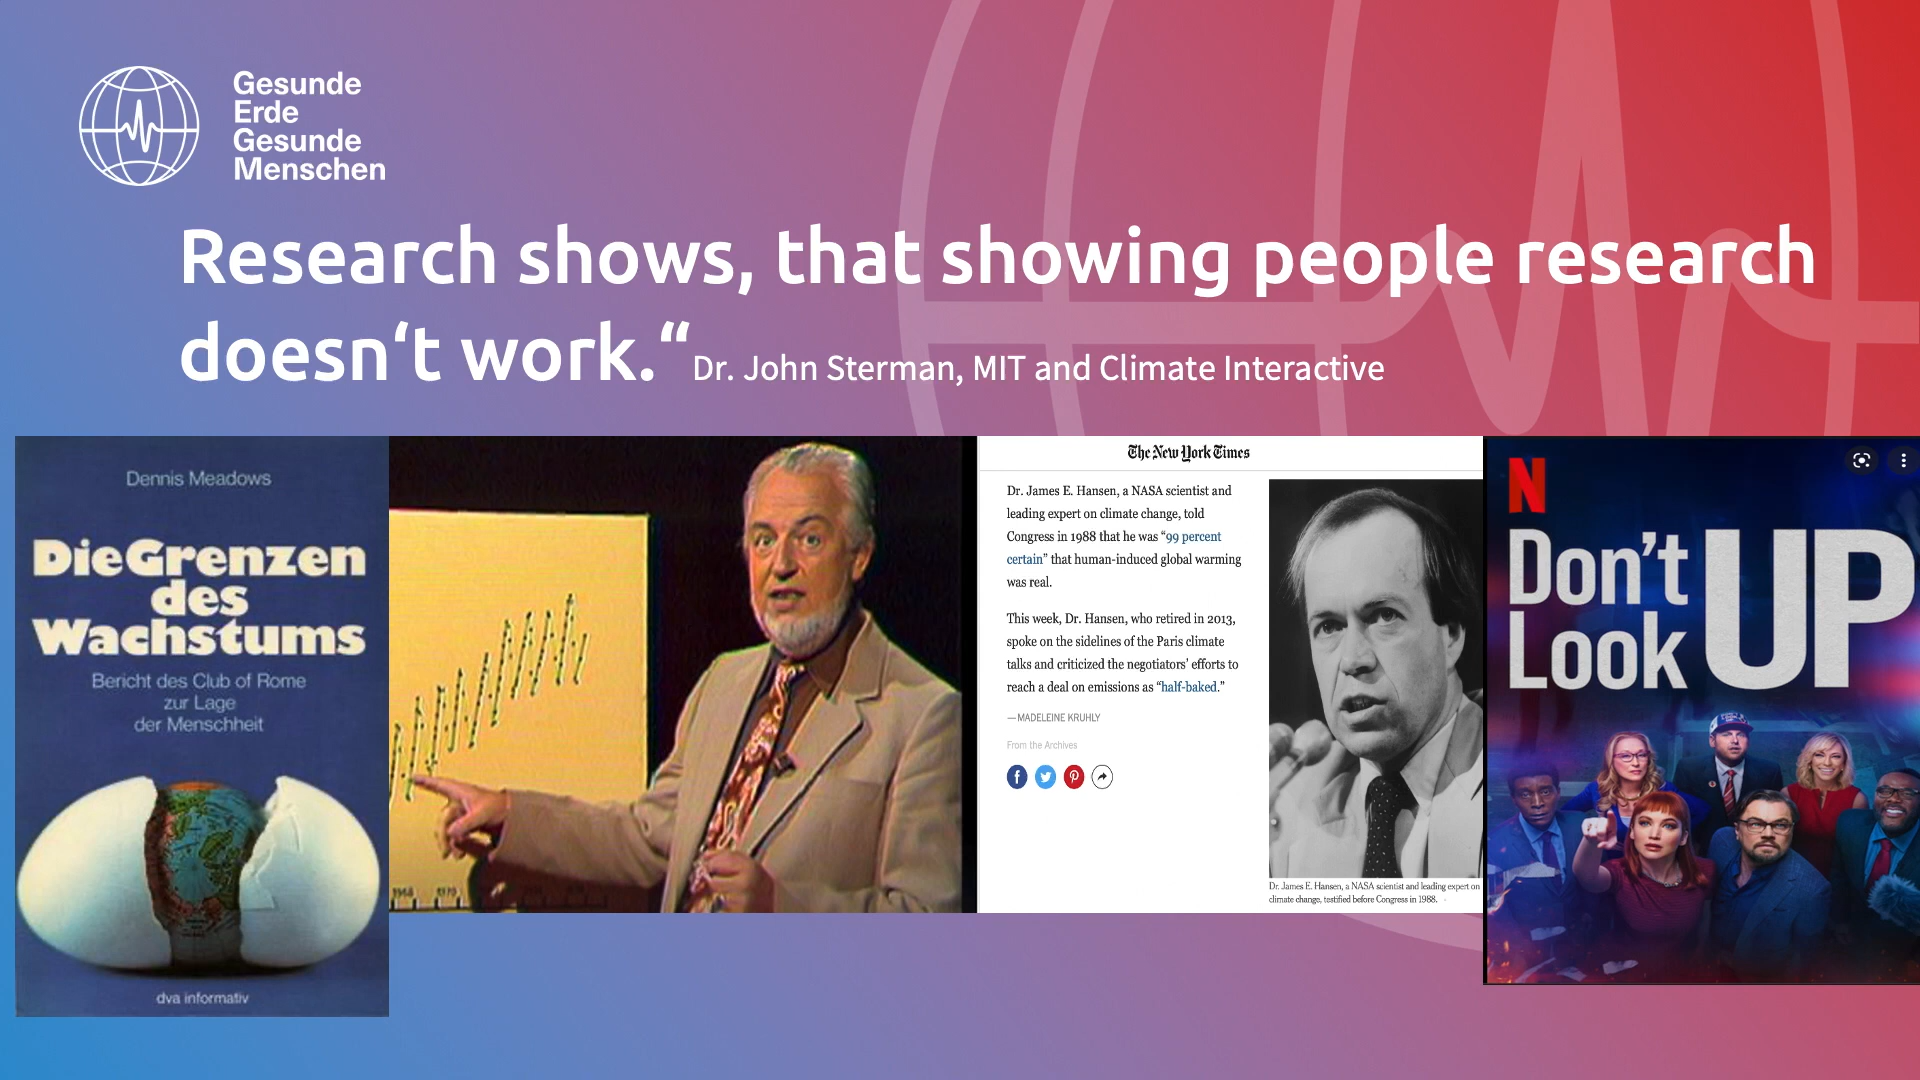 Gesunde
Erde
Gesunde
Menschen
Research shows, that showing people research
doesn‘t work.“ Dr. John Sterman, MIT and Climate Interactive
Dennis Meadows
Die Grenzen
des
Wachstums
Bericht des Club of Rome
zur Lage
der Menschheit
dva informativ
1968 1970
The New York Times
Dr. James E. Hansen, a NASA scientist and
leading expert on climate change, told
Congress in 1988 that he was “99 percent
certain” that human-induced global warming
was real.
This week, Dr. Hansen, who retired in 2013,
spoke on the sidelines of the Paris climate
talks and criticized the negotiators’ efforts to
reach a deal on emissions as “half-baked.”
— MADELEINE KRUHLY
From the Archives
Dr. James E. Hansen, a NASA scientist and leading expert on
climate change, testified before Congress in 1988.
N
Don’t
Look UP